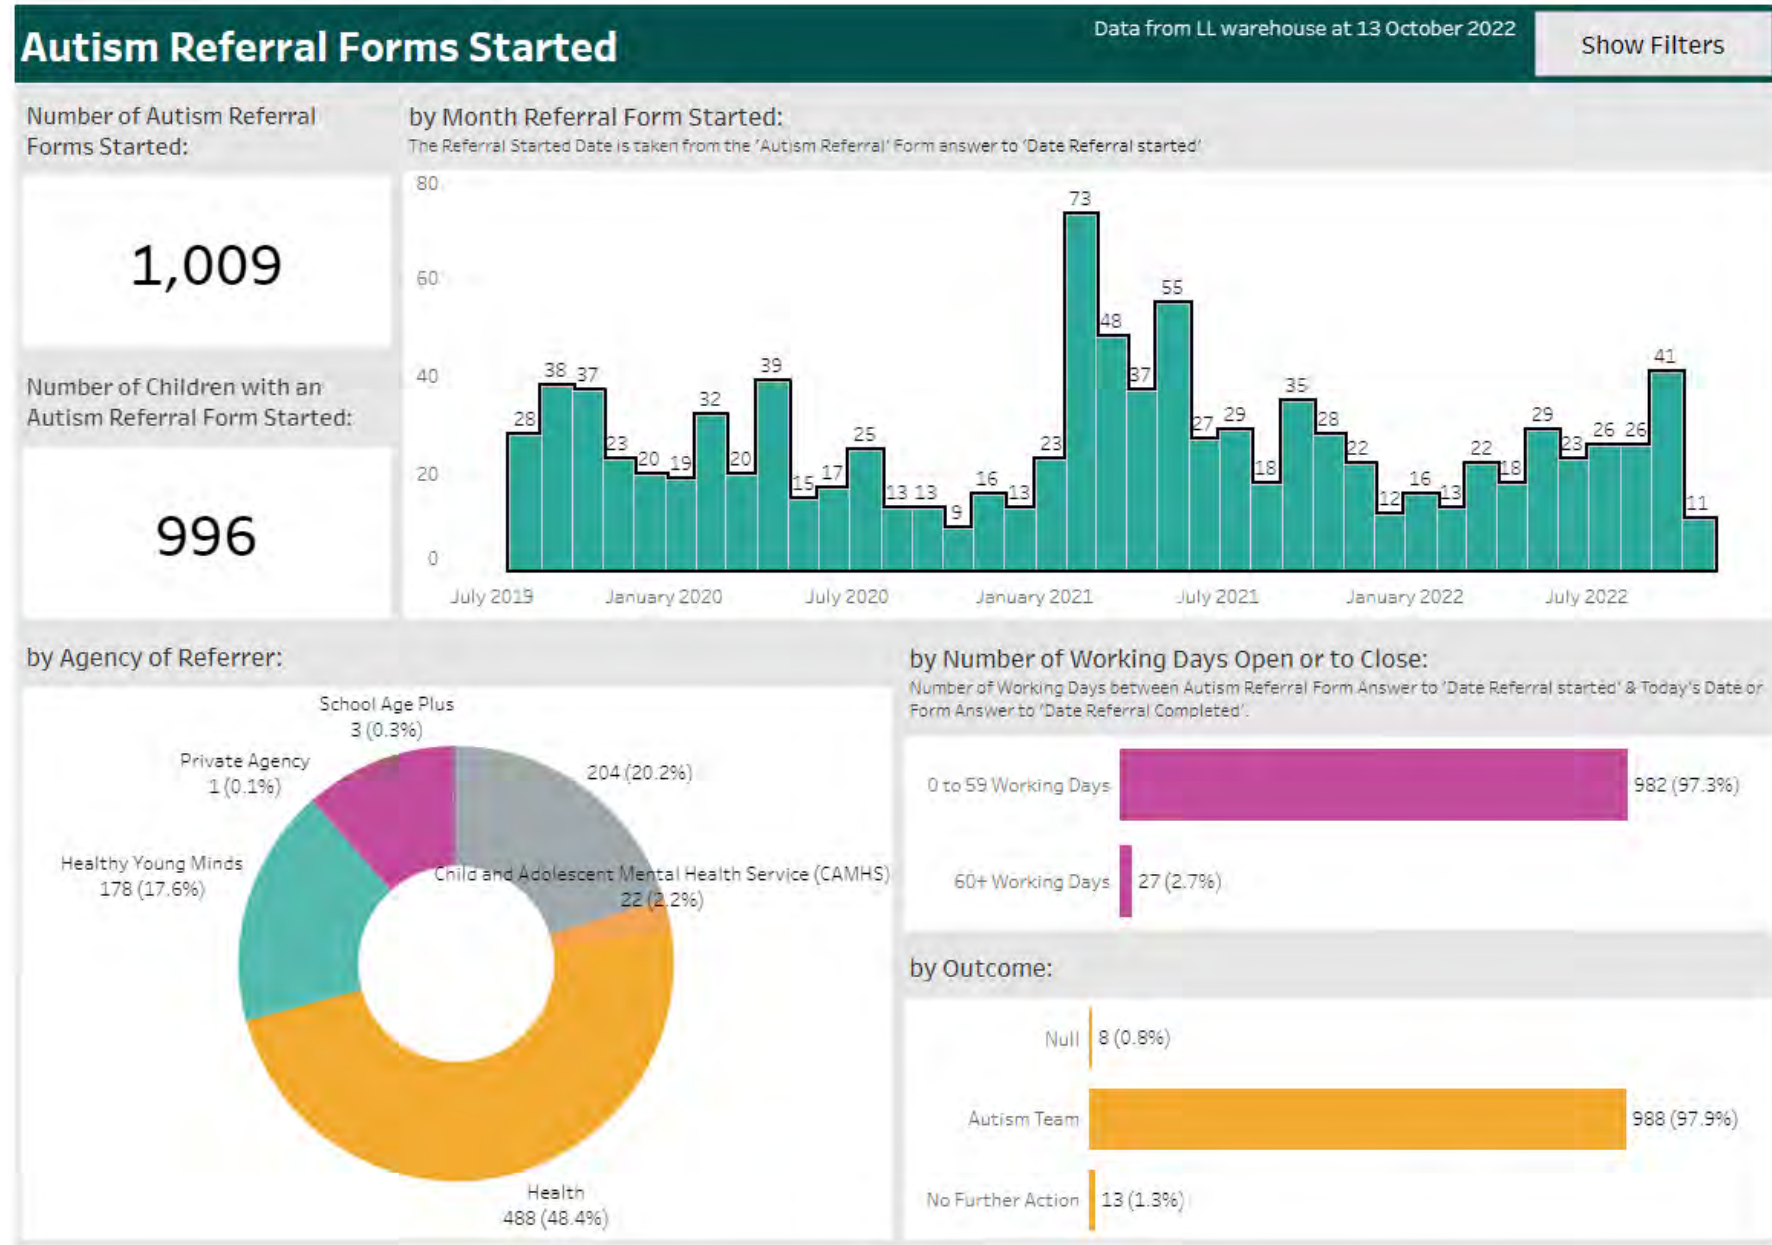 Autism Referral Forms Started
Data from LL warehouse at 13 October 2022
Show Filters
Number of Autism Referral
Forms Started:
1,009
Number of Children with an
Autism Referral Form Started:
996
by Month Referral Form Started:
The Referral Started Date is taken from the 'Autism Referral' Form answer to 'Date Referral started'
80
60
40
20
0
28
38
37
23
20
19
32
20
39
15
17
25
13
13
9
16
13
23
73
48
37
55
27
29
18
35
28
22
12
16
13
22
18
29
23
26
26
41
11
July 2019
January 2020
July 2020
January 2021
July 2021
January 2022
July 2022
by Agency of Referrer:
School Age Plus
3 (0.3%)
Private Agency
1 (0.1%)
204 (20.2%)
Healthy Young Minds
178 (17.6%)
Child and Adolescent Mental Health Service (CAMHS)
22 (2.2%)
Health
488 (48.4%)
by Number of Working Days Open or to Close:
Number of Working Days between Autism Referral Form Answer to 'Date Referral started' & Today's Date or
Form Answer to 'Date Referral Completed'.
0 to 59 Working Days
982 (97.3%)
60+ Working Days
27 (2.7%)
by Outcome:
Null
8 (0.8%)
Autism Team
988 (97.9%)
No Further Action
13 (1.3%)